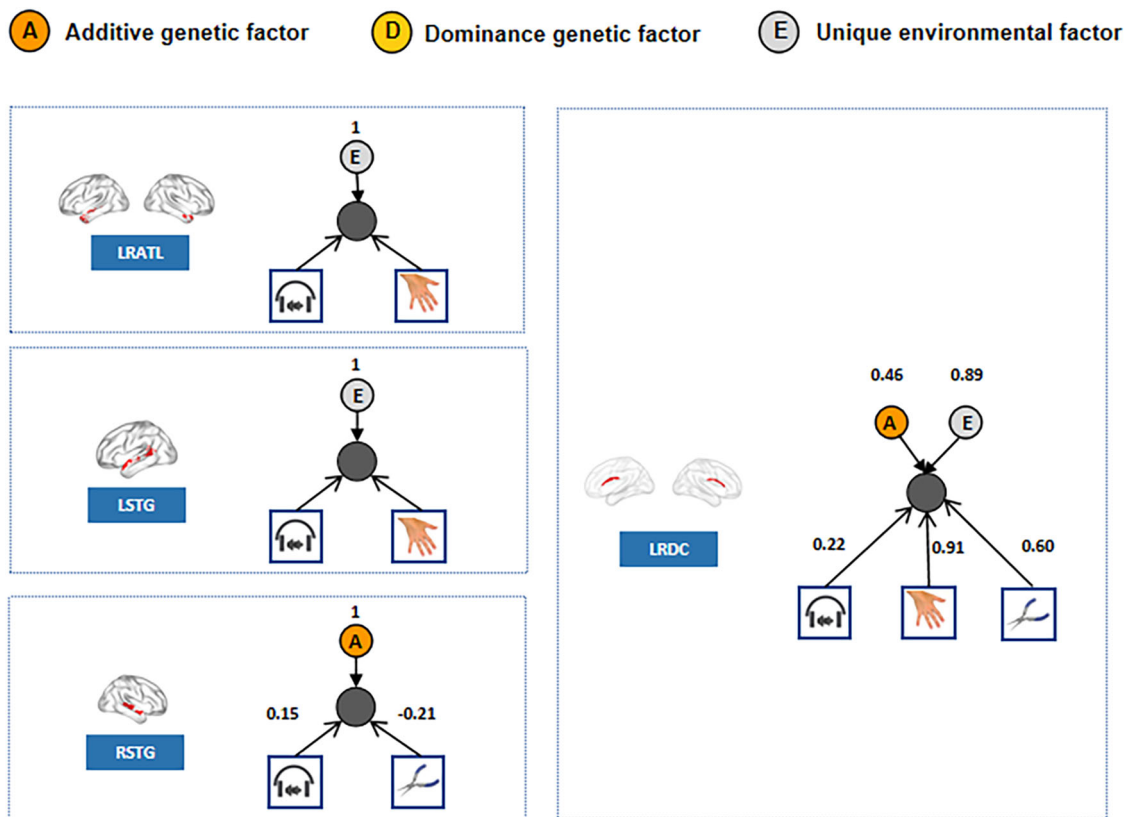 A Additive genetic factor
D Dominance genetic factor
E Unique environmental factor
1
E
LRATL
1
E
LSTG
1
A
0.15 -0.21
RSTG
0.46 0.89
A E
LRDC
0.22 0.91 0.60